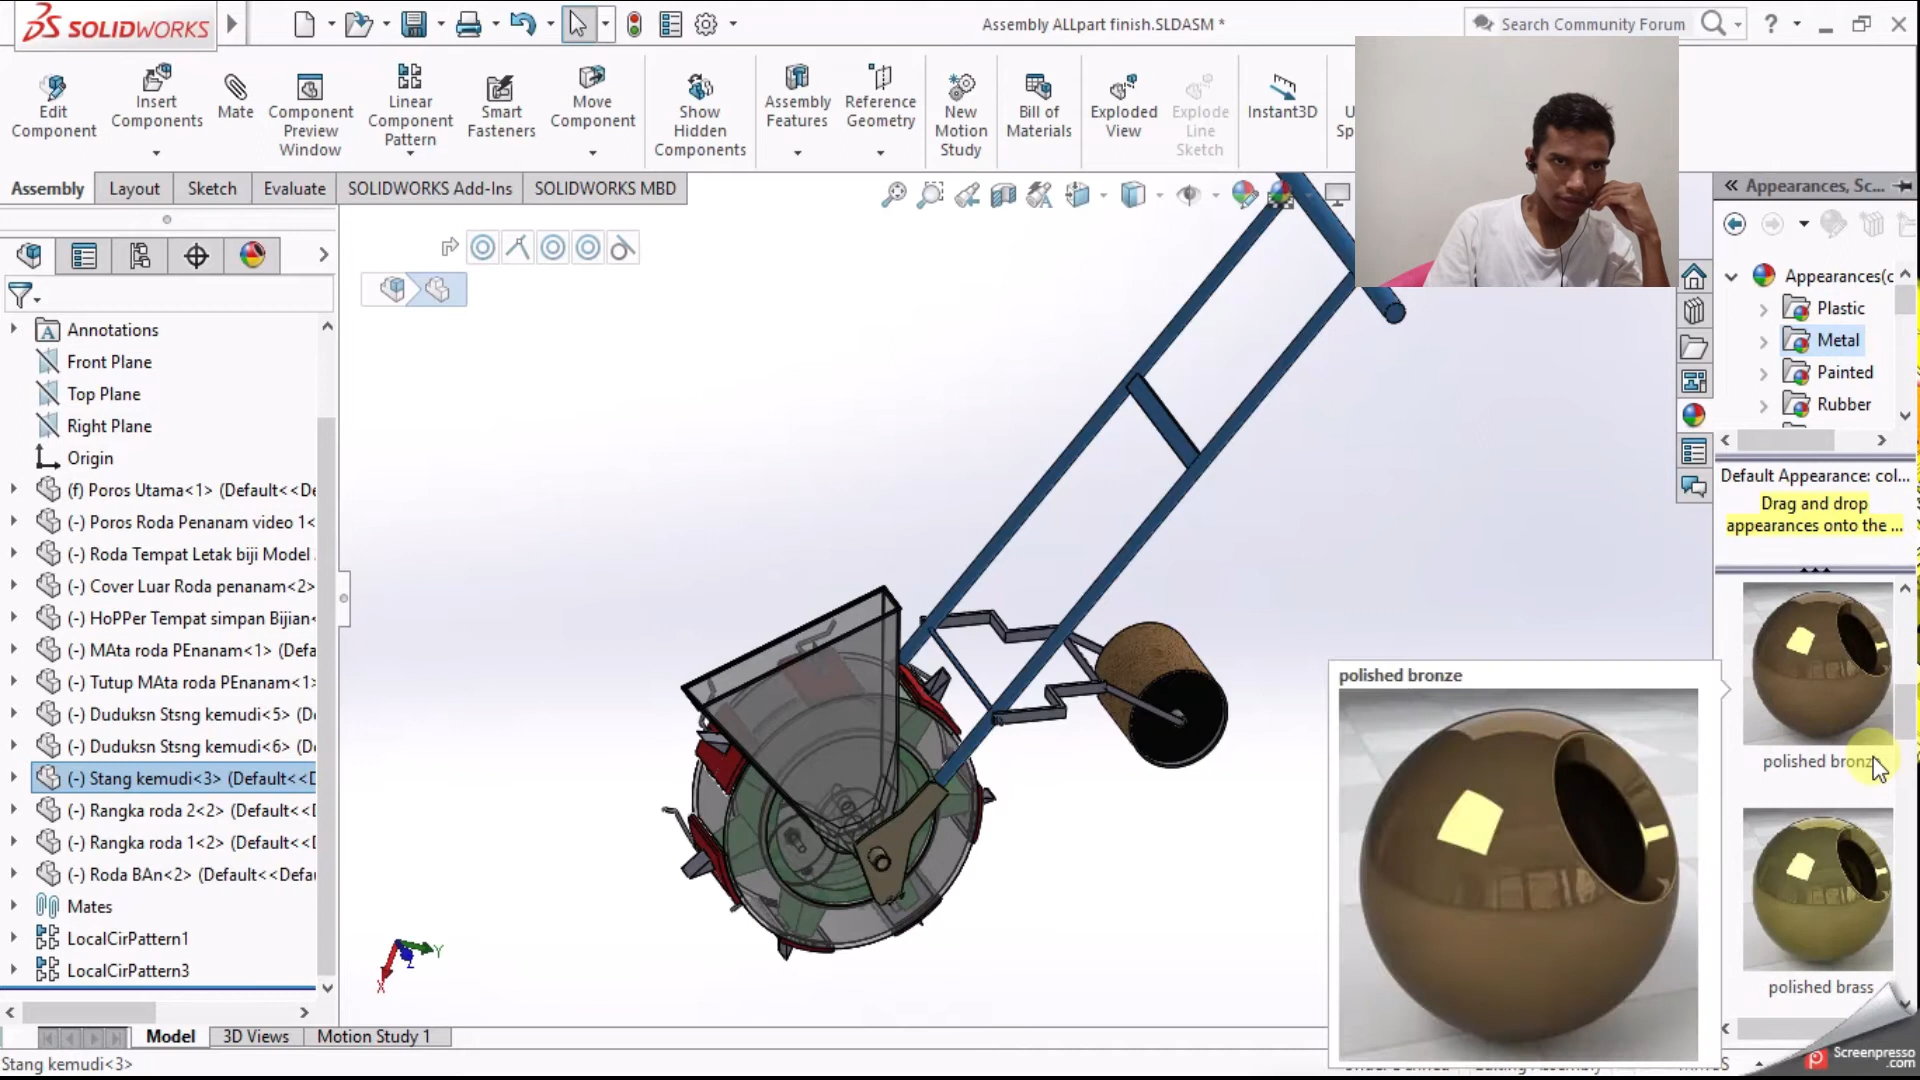 SOLIDWORKS
Assembly ALLpart finish.SLDASM *
Search Community Forum
?
Edit Component
Insert Components
Mate
Component Preview Window
Linear Component Pattern
Smart Fasteners
Move Component
Show Hidden Components
Assembly Features
Reference Geometry
New Motion Study
Bill of Materials
Exploded View
Explode Line Sketch
Instant3D
Assembly
Layout
Sketch
Evaluate
SOLIDWORKS Add-Ins
SOLIDWORKS MBD
Appearances, Sc...
Annotations
Front Plane
Top Plane
Right Plane
Origin
(f) Poros Utama<1> (Default<<De
(-) Poros Roda Penanam video 1<
(-) Roda Tempat Letak biji Model
(-) Cover Luar Roda penanam<2>
(-) HoPPer Tempat simpan Bijian<
(-) MAta roda PEnanam<1> (Defa
(-) Tutup MAta roda PEnanam<1>
(-) Duduksn Stsng kemudi<5> (D
(-) Duduksn Stsng kemudi<6> (D
(-) Stang kemudi<3> (Default<<D
(-) Rangka roda 2<2> (Default<<
(-) Rangka roda 1<2> (Default<<
(-) Roda BAn<2> (Default<<Defa
Mates
LocalCirPattern1
LocalCirPattern3
Y
Z
X
Appearances(c
Plastic
Metal
Painted
Rubber
Default Appearance: col...
Drag and drop
appearances onto the ...
polished bronze
polished bronze
polished brass
Model
3D Views
Motion Study 1
Stang kemudi<3>
Screenpresso
.com